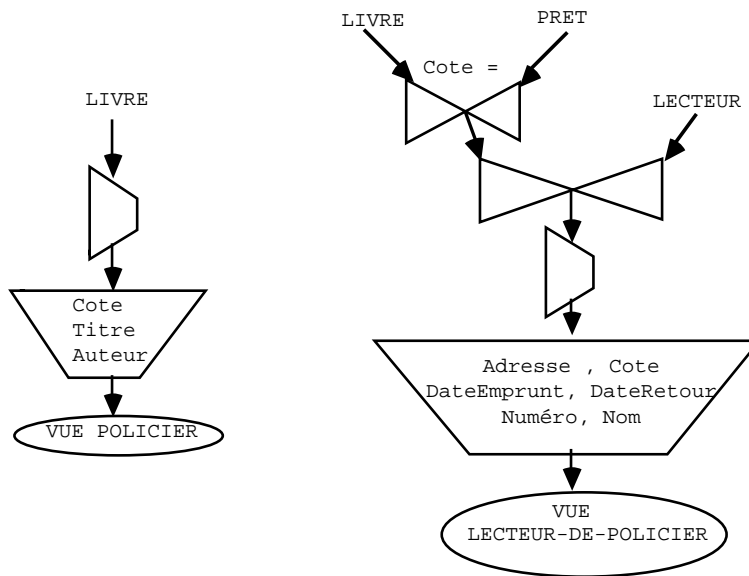 LIVRE
Cote
Titre
Auteur
VUE POLICIER
LIVRE
PRET
Cote =
LECTEUR
Adresse , Cote
DateEmprunt, DateRetour
Numéro, Nom
VUE
LECTEUR-DE-POLICIER